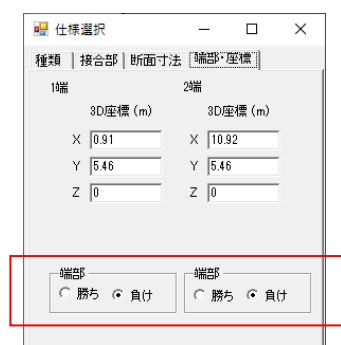 仕様選択
種類 接合部 断面寸法 端部・座標
1端 2端
3D座標 (m) 3D座標 (m)
X 0.91 X 10.92
Y 5.46 Y 5.46
Z 0 Z 0
端部 端部
勝ち 負け 勝ち 負け